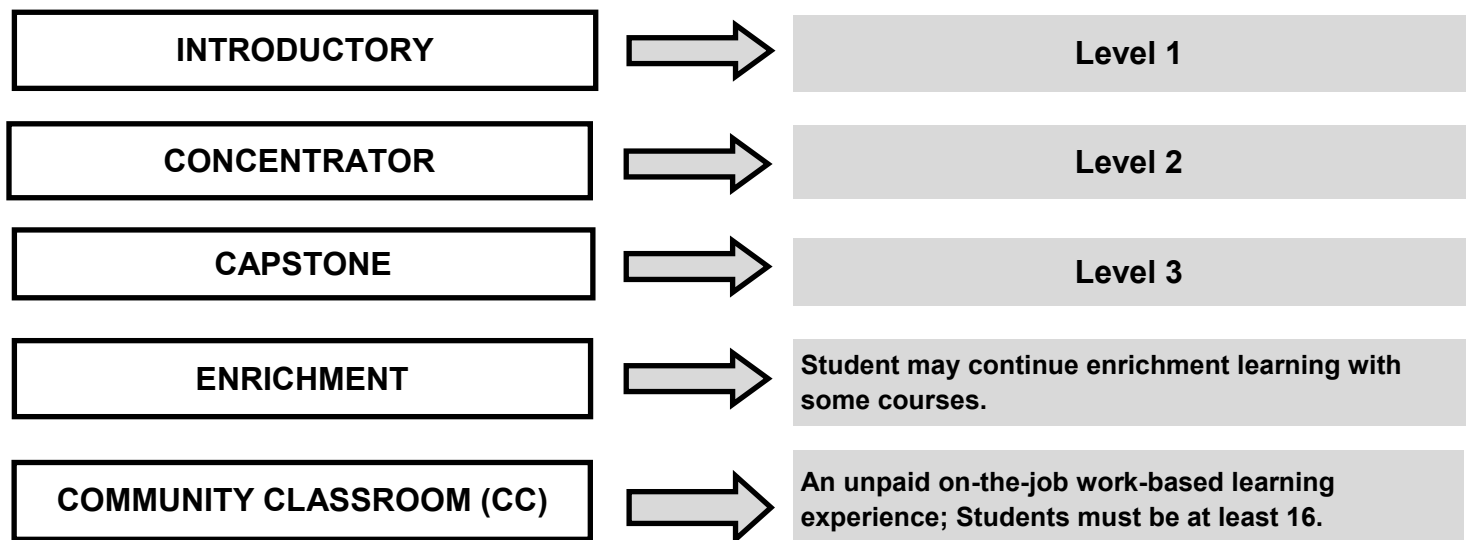 INTRODUCTORY
Level 1
CONCENTRATOR
Level 2
CAPSTONE
Level 3
ENRICHMENT
Student may continue enrichment learning with
some courses.
COMMUNITY CLASSROOM (CC)
An unpaid on-the-job work-based learning
experience; Students must be at least 16.